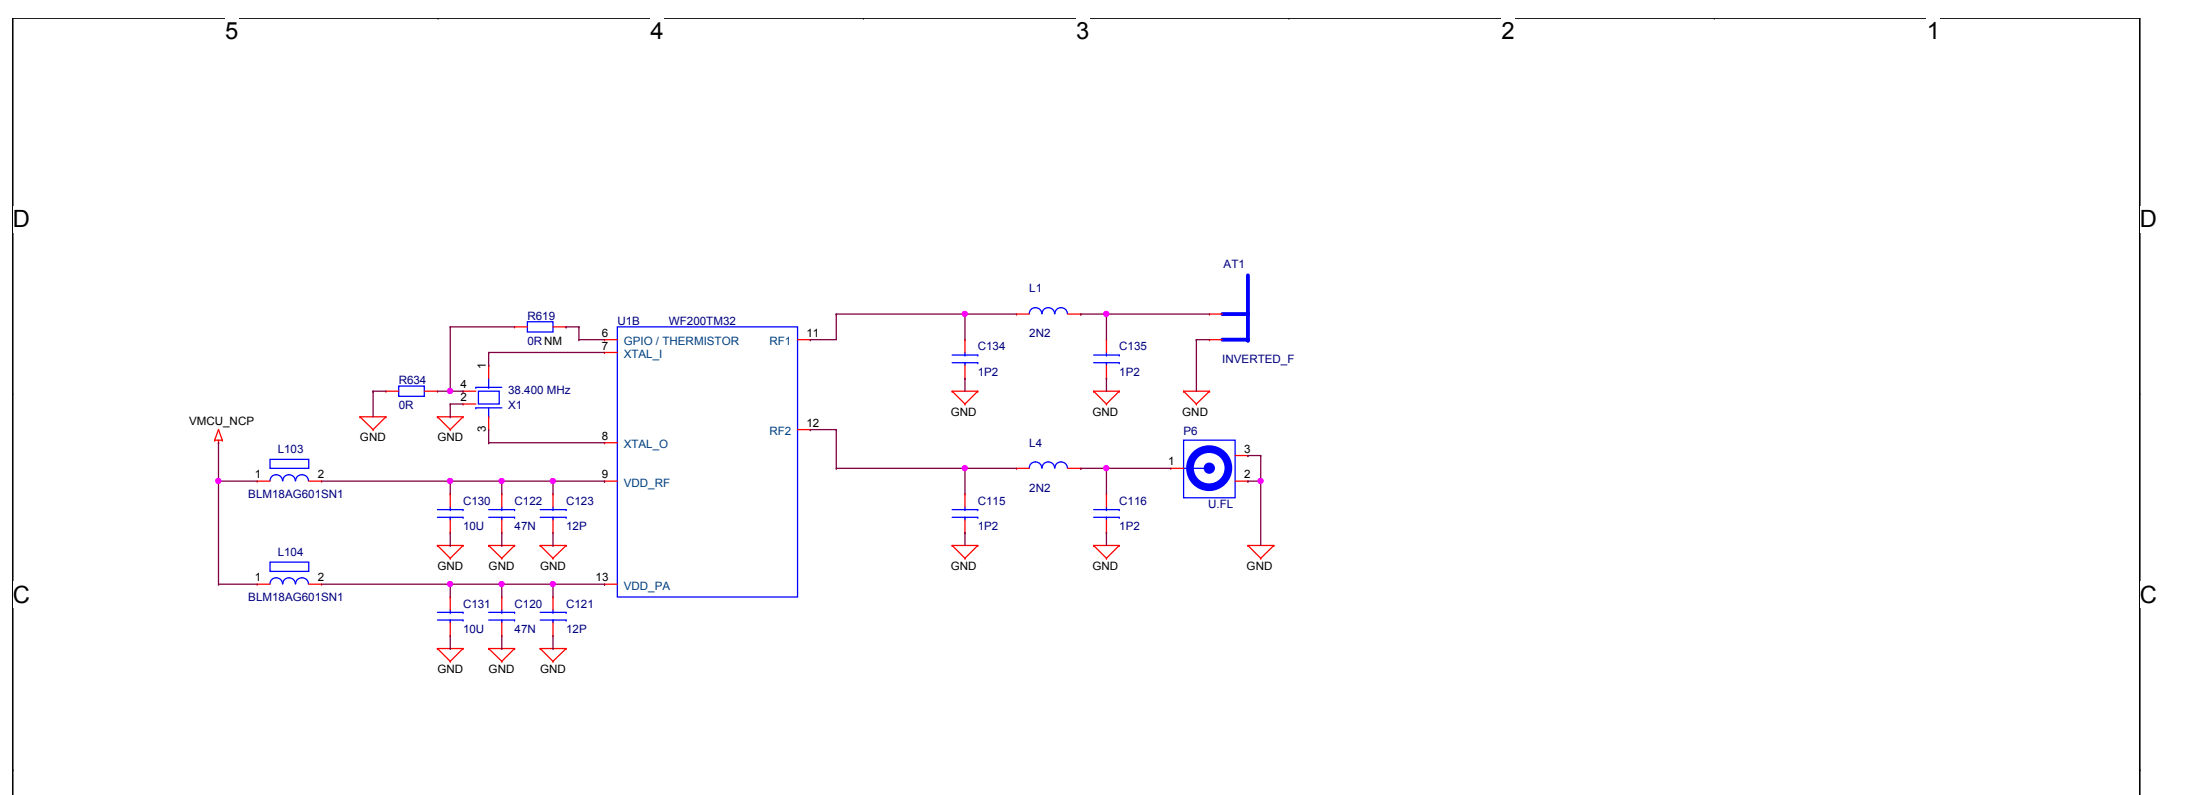 5 4 3 2 1
D D
AT1
L1
2N2
R619
0R NM
U1B WF200TM32
6 GPIO / THERMISTOR RF1 11
7 XTAL_I
C134
1P2
C135
1P2
INVERTED_F
GND GND GND
R634
0R
1
4
2
3
38.400 MHz
X1
GND GND
VMCU_NCP
RF2 12
8 XTAL_O
L4
2N2
P6
1 3
2
U.FL
L103
1 2
BLM18AG601SN1
9 VDD_RF
C130
10U
C122
47N
C123
12P
C115
1P2
C116
1P2
GND GND GND GND GND GND
L104
1 2
BLM18AG601SN1
13 VDD_PA
C C
C131
10U
C120
47N
C121
12P
GND GND GND